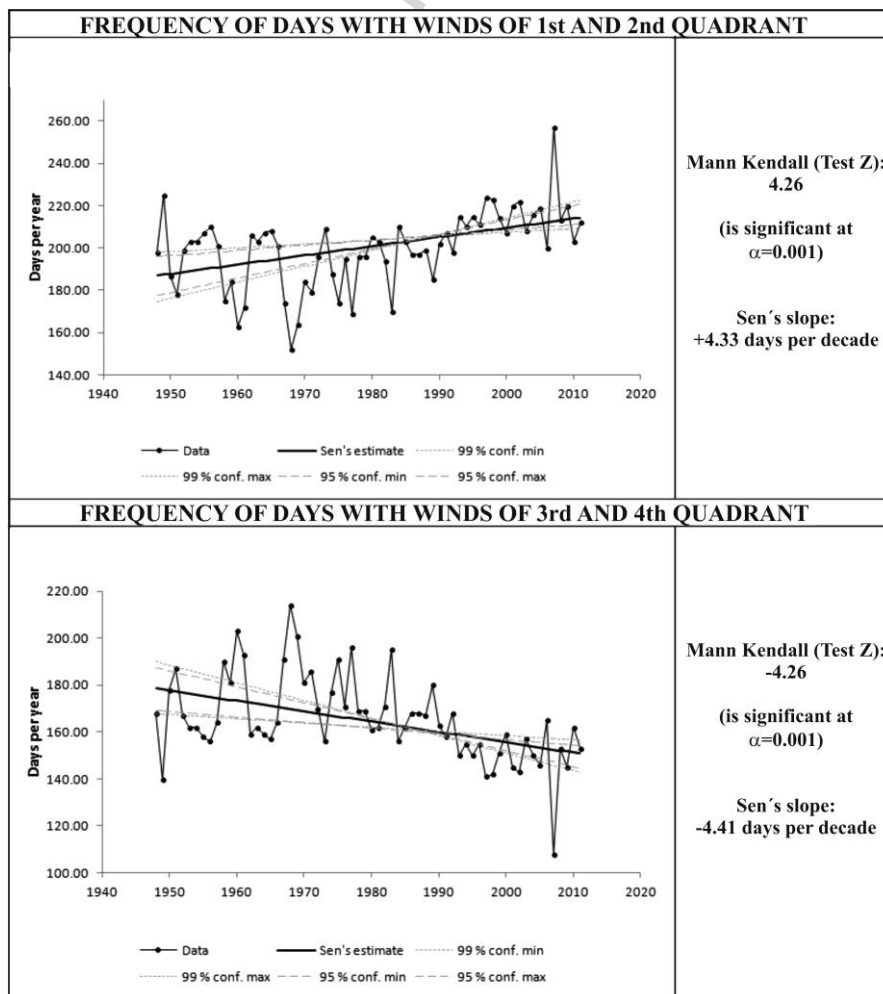 FREQUENCY OF DAYS WITH WINDS OF 1st AND 2nd QUADRANT
260.00
240.00
220.00
200.00
180.00
160.00
140.00
Days per year
1940 1950 1960 1970 1980 1990 2000 2010 2020
Data Sen's estimate 99 % conf. min
99 % conf. max 95 % conf. min 95 % conf. max
Mann Kendall (Test Z):
4.26
(is significant at
α=0.001)
Sen´s slope:
+4.33 days per decade
FREQUENCY OF DAYS WITH WINDS OF 3rd AND 4th QUADRANT
220.00
200.00
180.00
160.00
140.00
120.00
100.00
Days per year
1940 1950 1960 1970 1980 1990 2000 2010 2020
Data Sen's estimate 99 % conf. min
99 % conf. max 95 % conf. min 95 % conf. max
Mann Kendall (Test Z):
-4.26
(is significant at
α=0.001)
Sen´s slope:
-4.41 days per decade